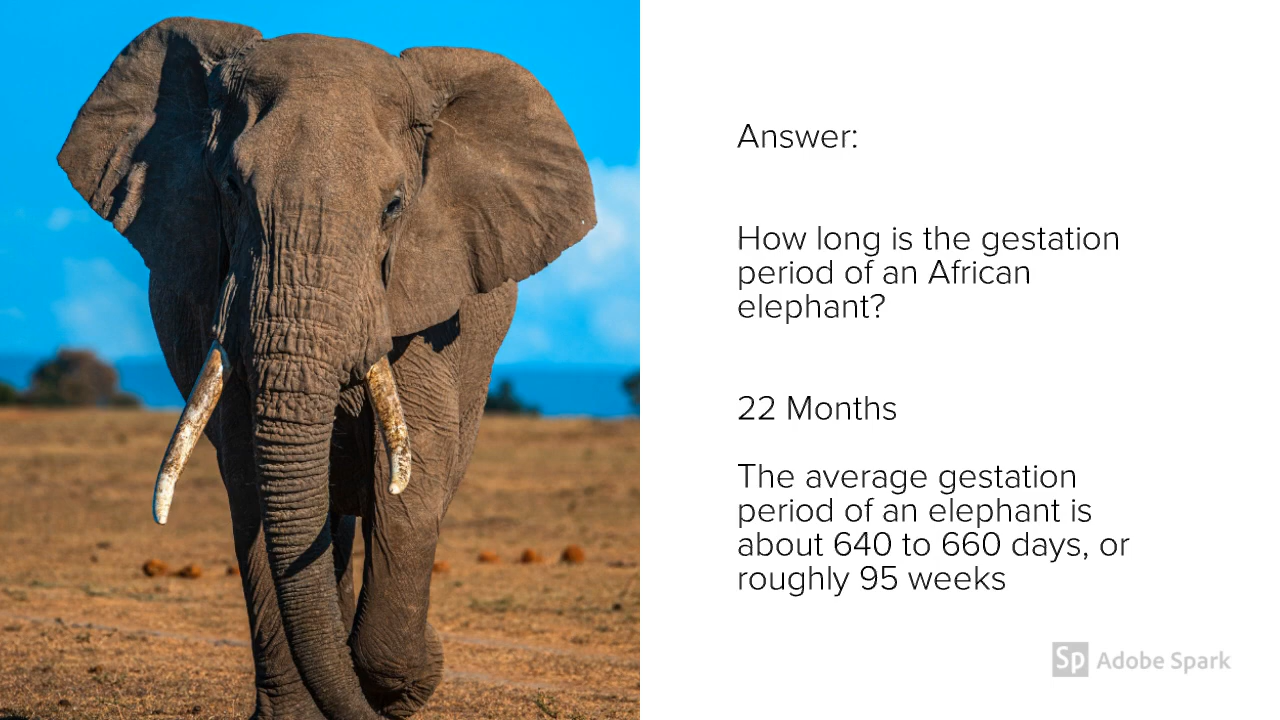 Answer:
How long is the gestation
period of an African
elephant?
22 Months
The average gestation
period of an elephant is
about 640 to 660 days, or
roughly 95 weeks
Sp Adobe Spark